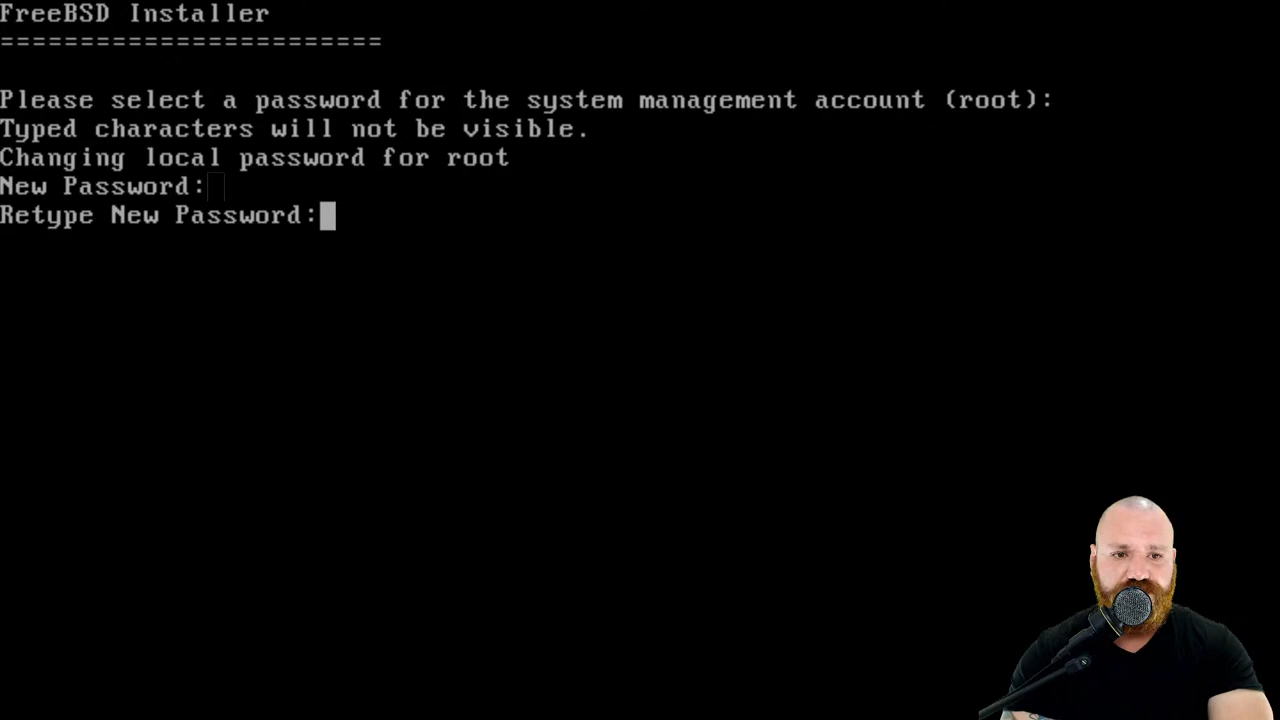 FreeBSD Installer
========================
Please select a password for the system management account (root):
Typed characters will not be visible.
Changing local password for root
New Password:
Retype New Password: